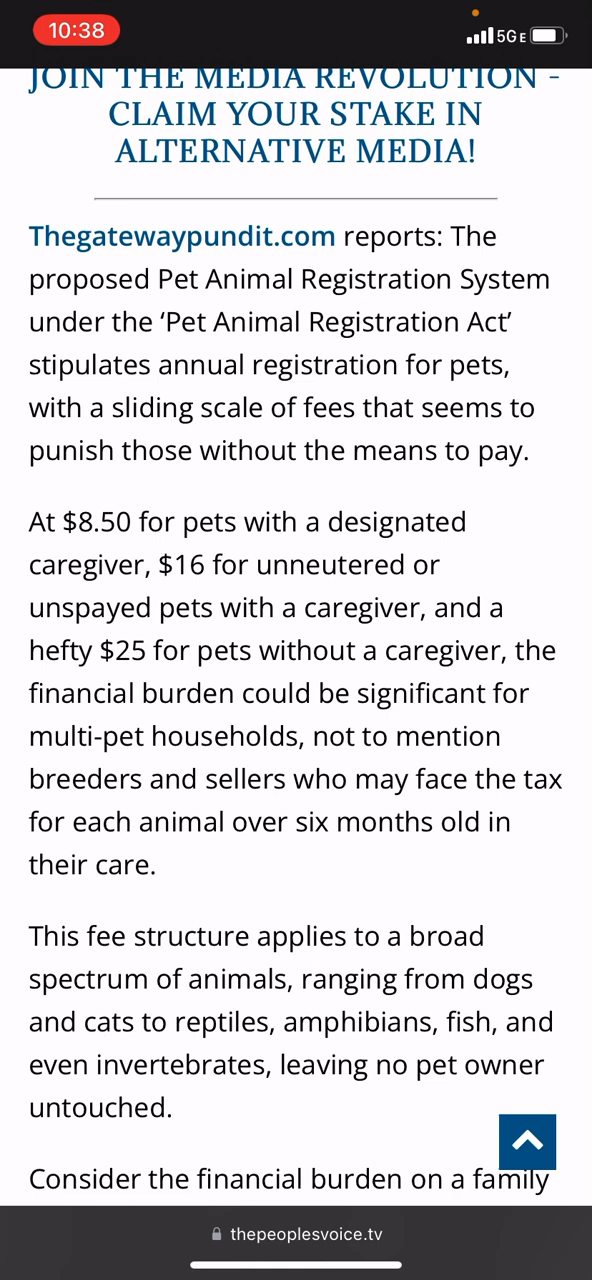 10:38
5GE
JOIN THE MEDIA REVOLUTION -
CLAIM YOUR STAKE IN
ALTERNATIVE MEDIA!
Thegatewaypundit.com reports: The
proposed Pet Animal Registration System
under the ‘Pet Animal Registration Act’
stipulates annual registration for pets,
with a sliding scale of fees that seems to
punish those without the means to pay.
At $8.50 for pets with a designated
caregiver, $16 for unneutered or
unspayed pets with a caregiver, and a
hefty $25 for pets without a caregiver, the
financial burden could be significant for
multi-pet households, not to mention
breeders and sellers who may face the tax
for each animal over six months old in
their care.
This fee structure applies to a broad
spectrum of animals, ranging from dogs
and cats to reptiles, amphibians, fish, and
even invertebrates, leaving no pet owner
untouched.
Consider the financial burden on a family
thepeoplesvoice.tv